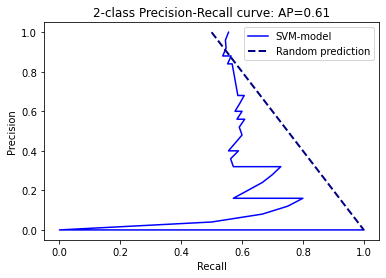 2-class Precision-Recall curve: AP=0.61
SVM-model
Random prediction
Precision
1.0
0.8
0.6
0.4
0.2
0.0
0.0 0.2 0.4 0.6 0.8 1.0
Recall